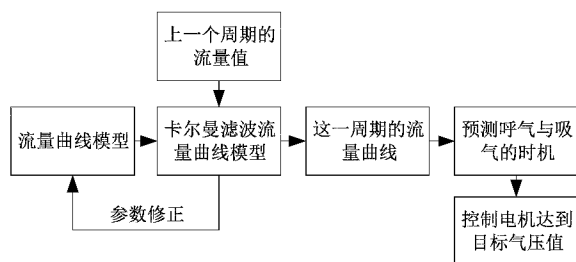 上一个周期的
流量值
流量曲线模型
卡尔曼滤波流
量曲线模型
这一周期的流
量曲线
预测呼气与吸
气的时机
参数修正
控制电机达到
目标气压值